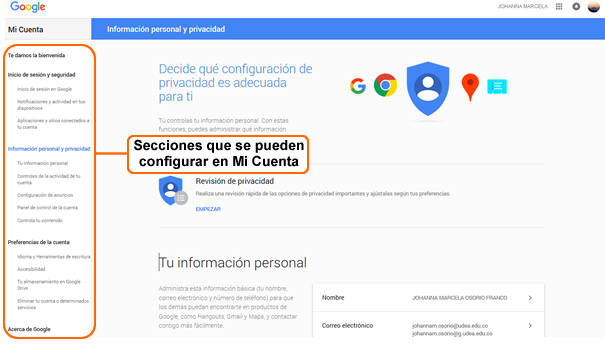 Google
JOHANNA MARCELA
Mi Cuenta
Información personal y privacidad
Te damos la bienvenida
Inicio de sesión y seguridad
Inicio de sesión en Google
Notificaciones y actividad en tus
dispositivos
Aplicaciones y sitios conectados a
tu cuenta
Información personal y privacidad
Tu información personal
Controles de la actividad de tu
cuenta
Configuración de anuncios
Panel de control de la cuenta
Controla tu contenido
Preferencias de la cuenta
Idioma y Herramientas de escritura
Accesibilidad
Tu almacenamiento en Google
Drive
Eliminar tu cuenta o determinados
servicios
Acerca de Google
Decide qué configuración de
privacidad es adecuada
para ti
Tú controlas tu información personal. Con estas
funciones, puedes administrar qué información
Secciones que se pueden
configurar en Mi Cuenta
Revisión de privacidad
Realiza una revisión rápida de las opciones de privacidad importantes y ajústalas según tus preferencias.
EMPEZAR
Tu información personal
Administra esta información básica (tu nombre,
correo electrónico y número de teléfono) para que
los demás puedan encontrarte en productos de
Google, como Hangouts, Gmail y Maps, y contactar
contigo más fácilmente.
Nombre
JOHANNA MARCELA OSORIO FRANCO
Correo electrónico
johannam.osorio@udea.edu.co
johannam.osorio@g.udea.edu.co